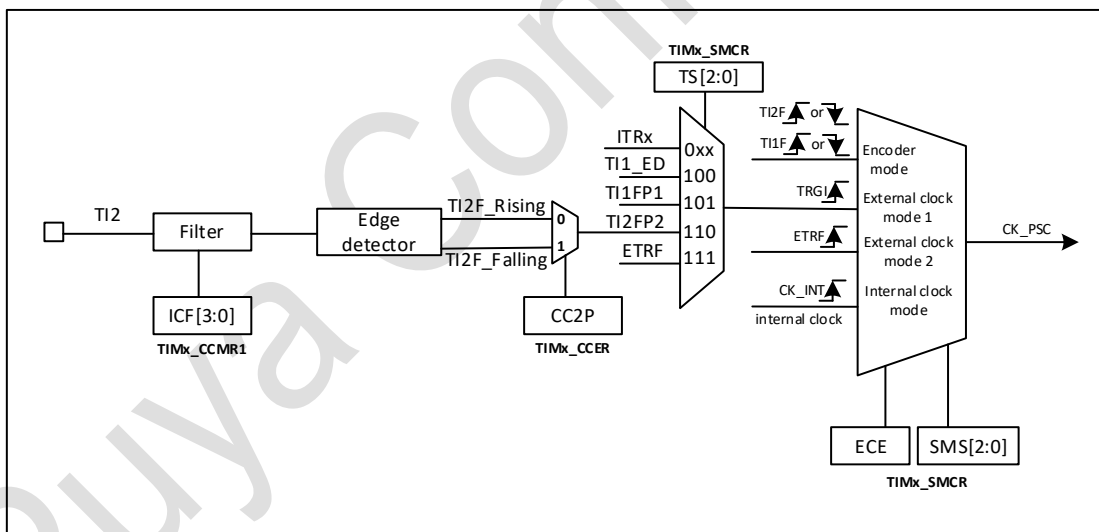 TIMx_SMCR
TS[2:0]
TI2F or
TI1F or
ITRx
0xx
Encoder
mode
TI1_ED
100
TRGI
TI1FP1
101
External clock
mode 1
TI2
Filter
Edge
detector
TI2F_Rising
0
TI2FP2
110
ETRF
External clock
mode 2
CK_PSC
TI2F_Falling
1
ETRF
111
CK_INT
Internal clock
mode
internal clock
ICF[3:0]
TIMx_CCMR1
CC2P
TIMx_CCER
ECE
SMS[2:0]
TIMx_SMCR
Puya Com